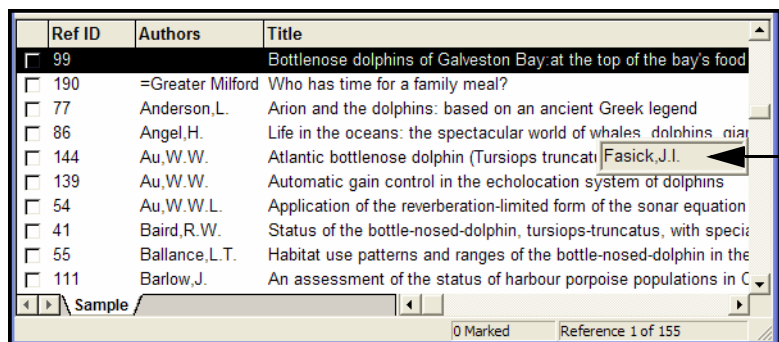 Ref ID Authors Title
99 Bottlenose dolphins of Galveston Bay:at the top of the bay's food
190 =Greater Milford Who has time for a family meal?
77 Anderson,L. Arion and the dolphins: based on an ancient Greek legend
86 Angel,H. Life in the oceans: the spectacular world of whales, dolphins, gian
144 Au,W.W. Atlantic bottlenose dolphin (Tursiops truncatu Fasick,J.I.
139 Au,W.W. Automatic gain control in the echolocation system of dolphins
54 Au,W.W.L. Application of the reverberation-limited form of the sonar equation
41 Baird,R.W. Status of the bottle-nosed-dolphin, tursiops-truncatus, with specia
55 Ballance,L.T. Habitat use patterns and ranges of the bottle-nosed-dolphin in the
111 Barlow,J. An assessment of the status of harbour porpoise populations in C
Sample
0 Marked Reference 1 of 155